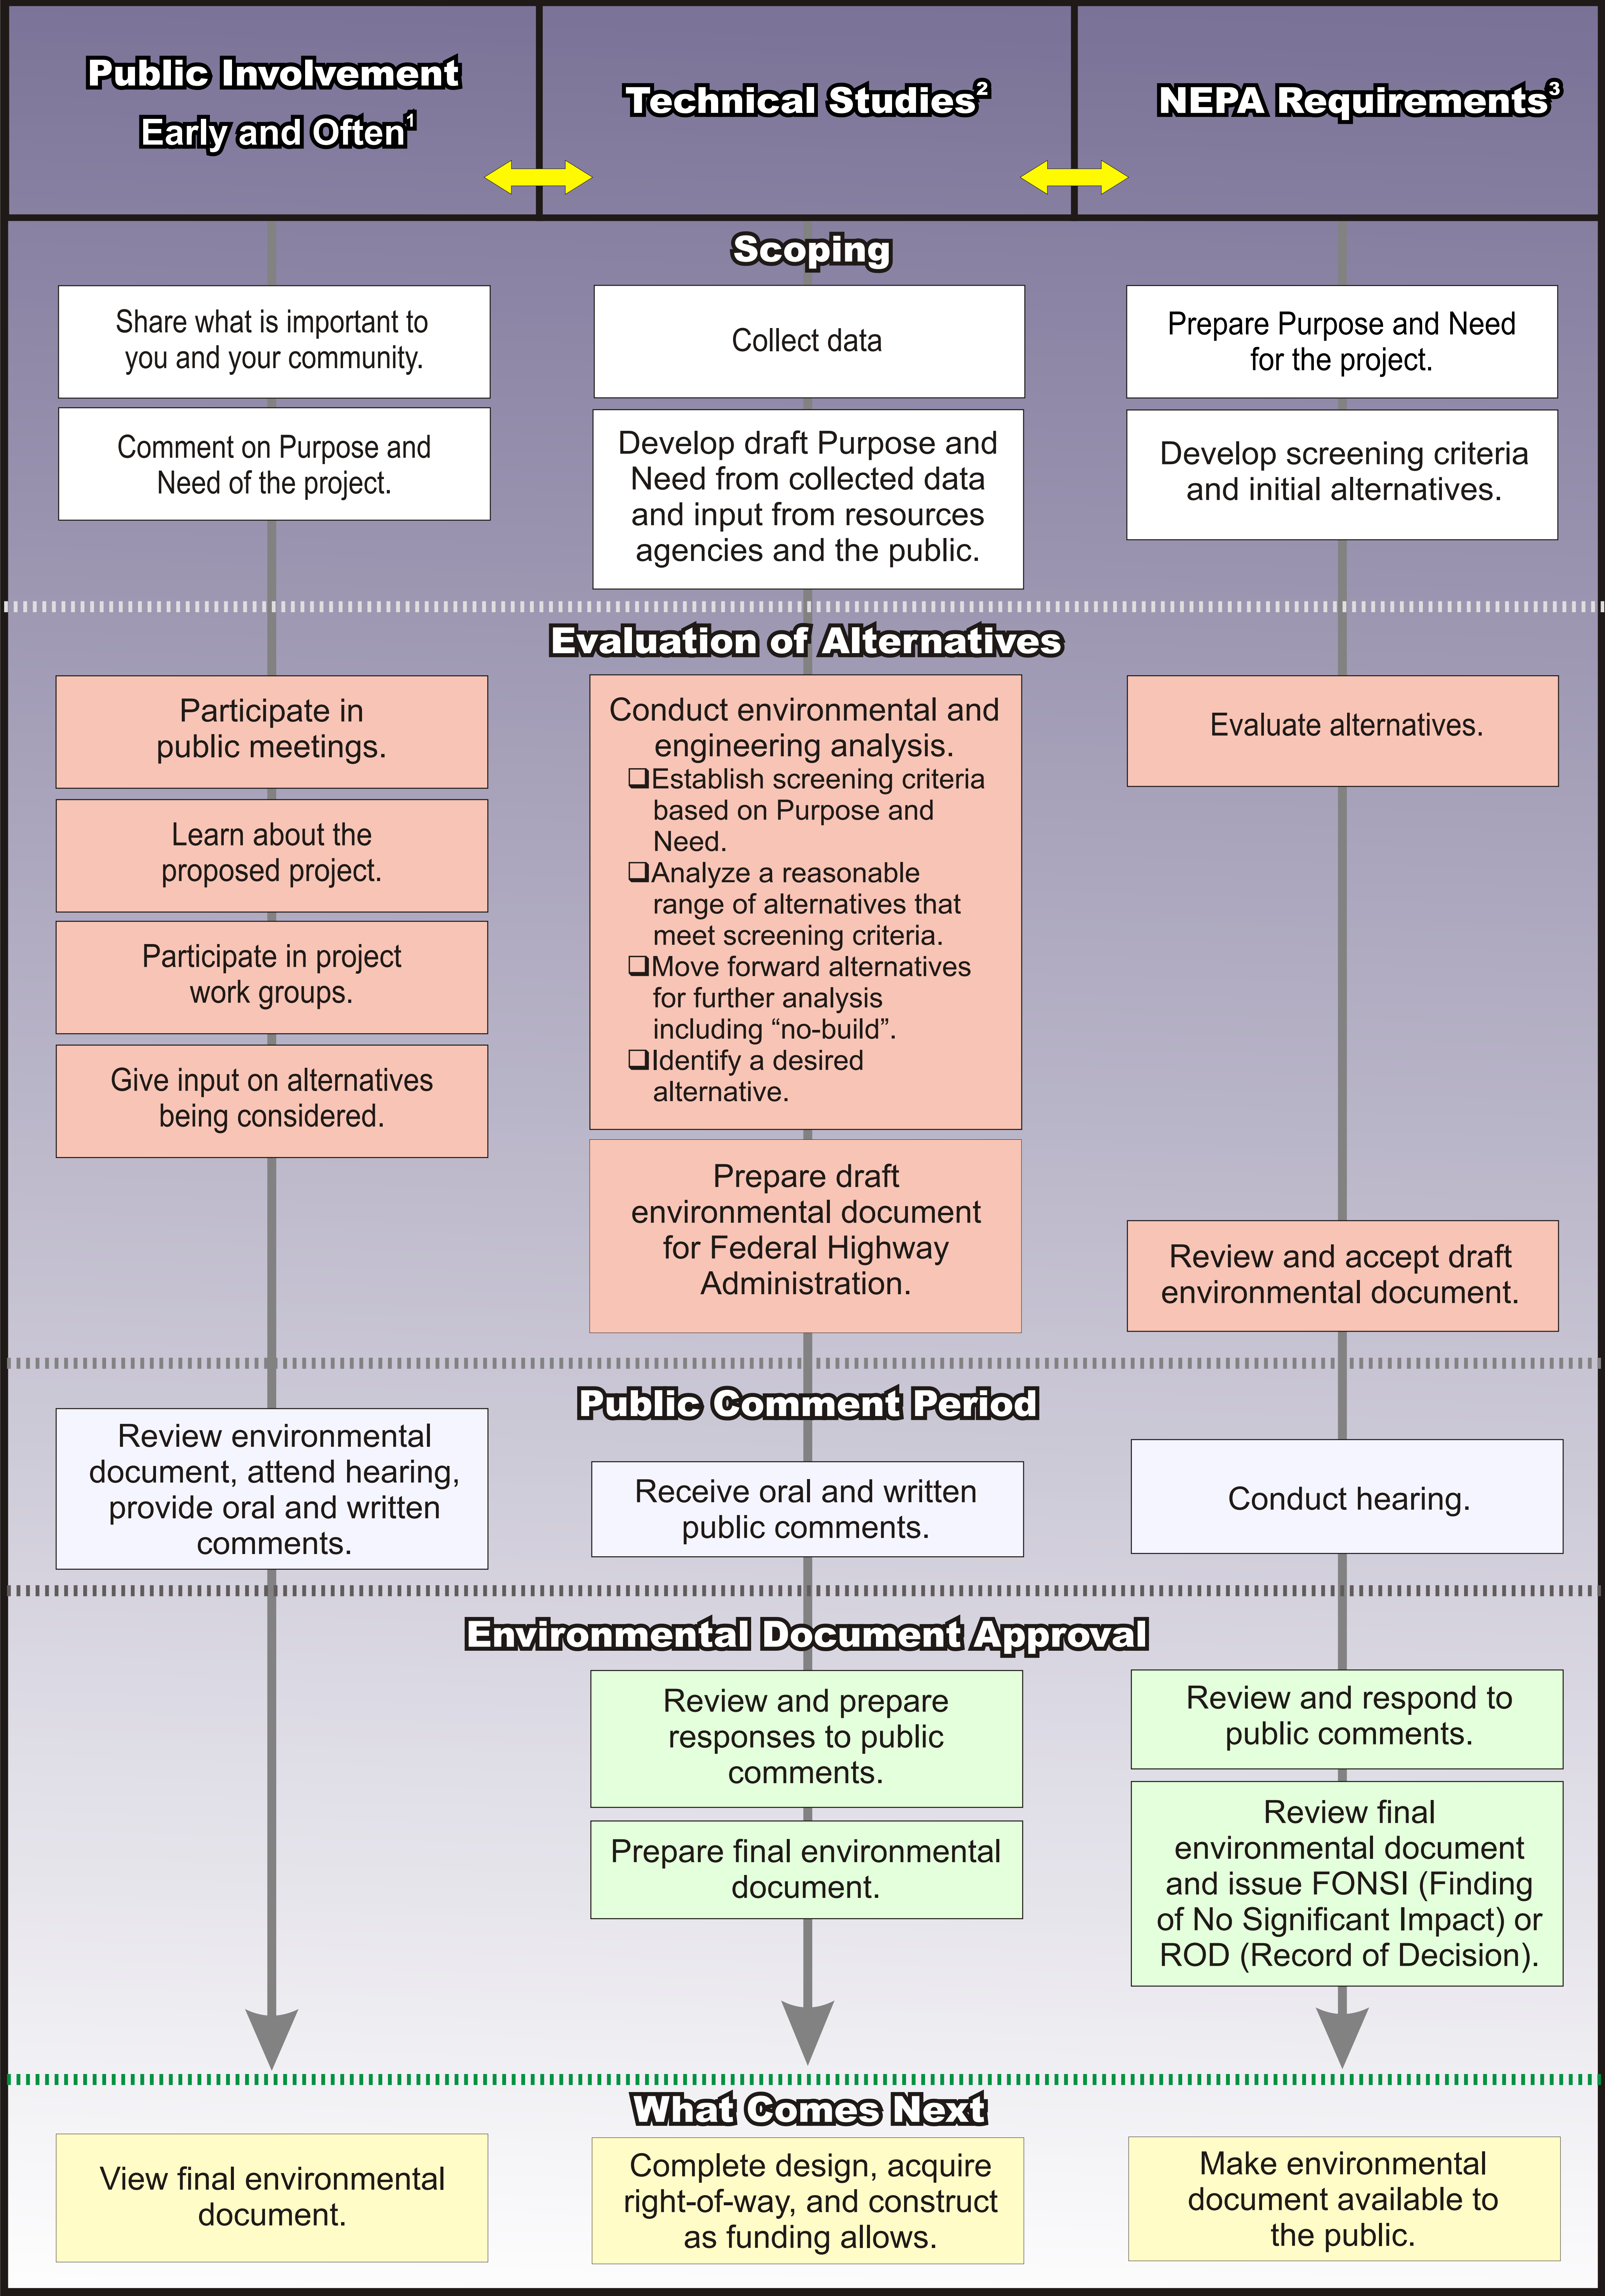 Public Involvement
Early and Often1
Technical Studies2
NEPA Requirements3
Scoping
Share what is important to
you and your community.
Comment on Purpose and
Need of the project.
Collect data
Develop draft Purpose and
Need from collected data
and input from resources
agencies and the public.
Prepare Purpose and Need
for the project.
Develop screening criteria
and initial alternatives.
Evaluation of Alternatives
Participate in
public meetings.
Learn about the
proposed project.
Participate in project
work groups.
Give input on alternatives
being considered.
Conduct environmental and
engineering analysis.
❑Establish screening criteria
based on Purpose and
Need.
❑Analyze a reasonable
range of alternatives that
meet screening criteria.
❑Move forward alternatives
for further analysis
including “no-build”.
❑Identify a desired
alternative.
Prepare draft
environmental document
for Federal Highway
Administration.
Evaluate alternatives.
Review and accept draft
environmental document.
Public Comment Period
Review environmental
document, attend hearing,
provide oral and written
comments.
Receive oral and written
public comments.
Conduct hearing.
Environmental Document Approval
Review and prepare
responses to public
comments.
Prepare final environmental
document.
Review and respond to
public comments.
Review final
environmental document
and issue FONSI (Finding
of No Significant Impact) or
ROD (Record of Decision).
What Comes Next
View final environmental
document.
Complete design, acquire
right-of-way, and construct
as funding allows.
Make environmental
document available to
the public.